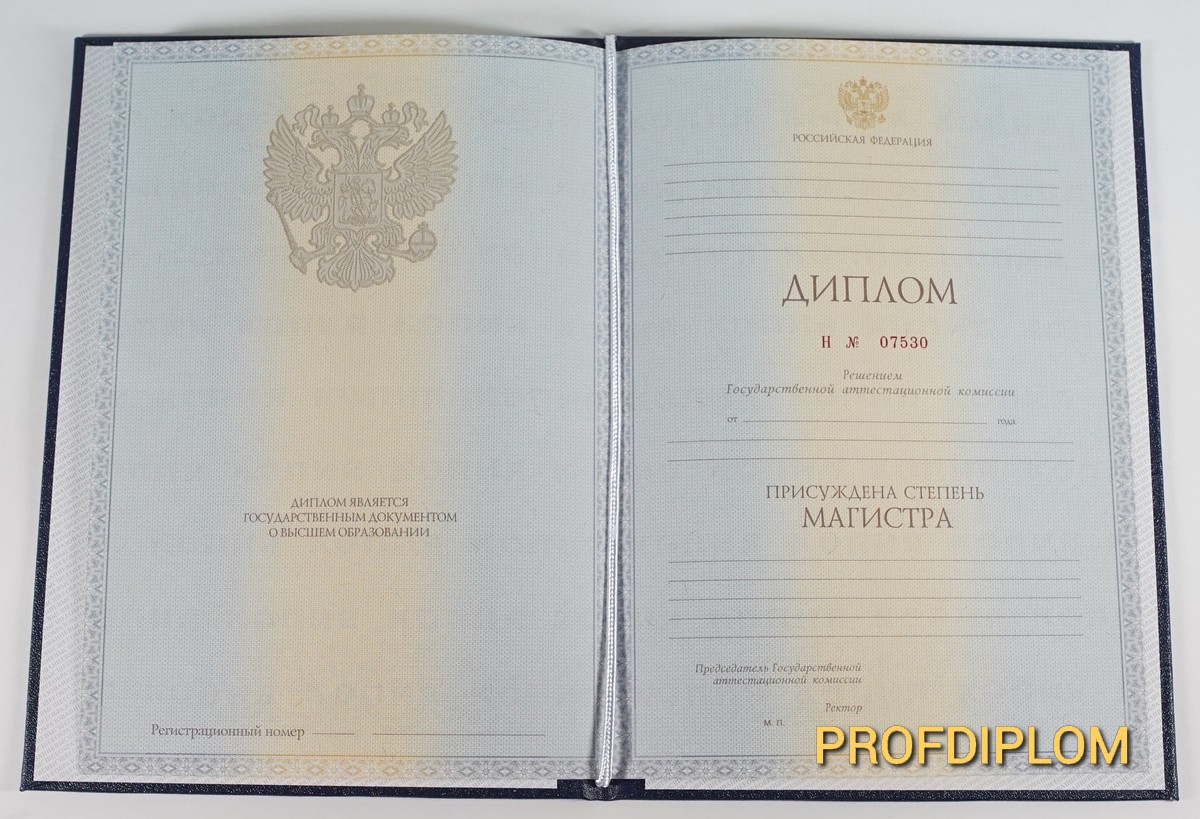 ДИПЛОМ ЯВЛЯЕТСЯ
ГОСУДАРСТВЕННЫМ ДОКУМЕНТОМ
О ВЫСШЕМ ОБРАЗОВАНИИ
Регистрационный номер
РОССИЙСКАЯ ФЕДЕРАЦИЯ
ДИПЛОМ
Н № 07530
Решением
Государственной аттестационной комиссии
от года
ПРИСУЖДЕНА СТЕПЕНЬ
МАГИСТРА
Председатель Государственной
аттестационной комиссии
Ректор
М. П.
PROFDIPLOM